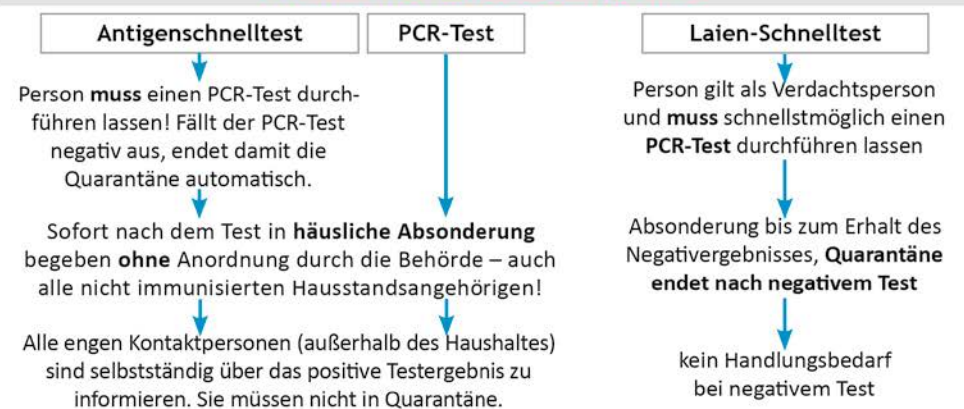 Antigenschnelltest
Person muss einen PCR-Test durch-
führen lassen! Fällt der PCR-Test
negativ aus, endet damit die
Quarantäne automatisch.
PCR-Test
Sofort nach dem Test in häusliche Absonderung
begeben ohne Anordnung durch die Behörde – auch
alle nicht immunisierten Hausstandsangehörigen!
Alle engen Kontaktpersonen (außerhalb des Haushaltes)
sind selbstständig über das positive Testergebnis zu
informieren. Sie müssen nicht in Quarantäne.
Laien-Schnelltest
Person gilt als Verdachtsperson
und muss schnellstmöglich einen
PCR-Test durchführen lassen
Absonderung bis zum Erhalt des
Negativergebnisses, Quarantäne
endet nach negativem Test
kein Handlungsbedarf
bei negativem Test